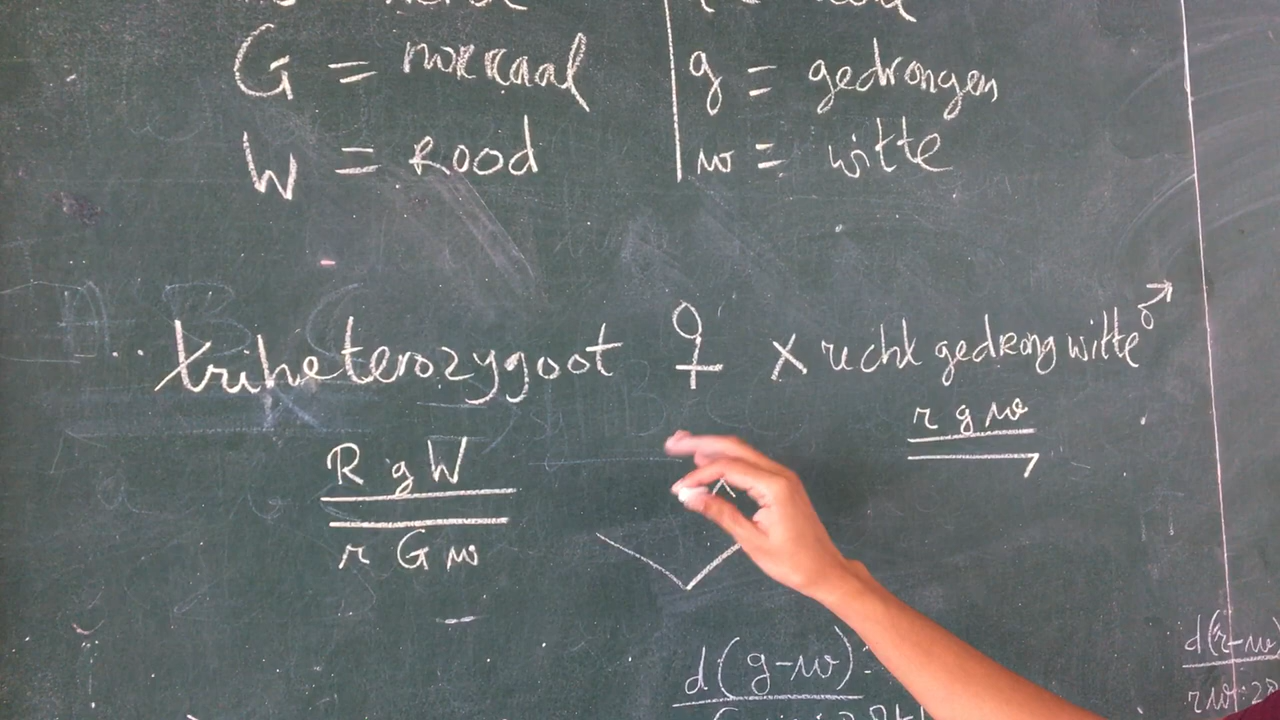 G = normaal | g = gedrongen
W = Rood | w = witte
triheterozygoot ♀ x recht gedrong witte ♂
R g W
r g w
r G w
d(g-w)
d(r-w)